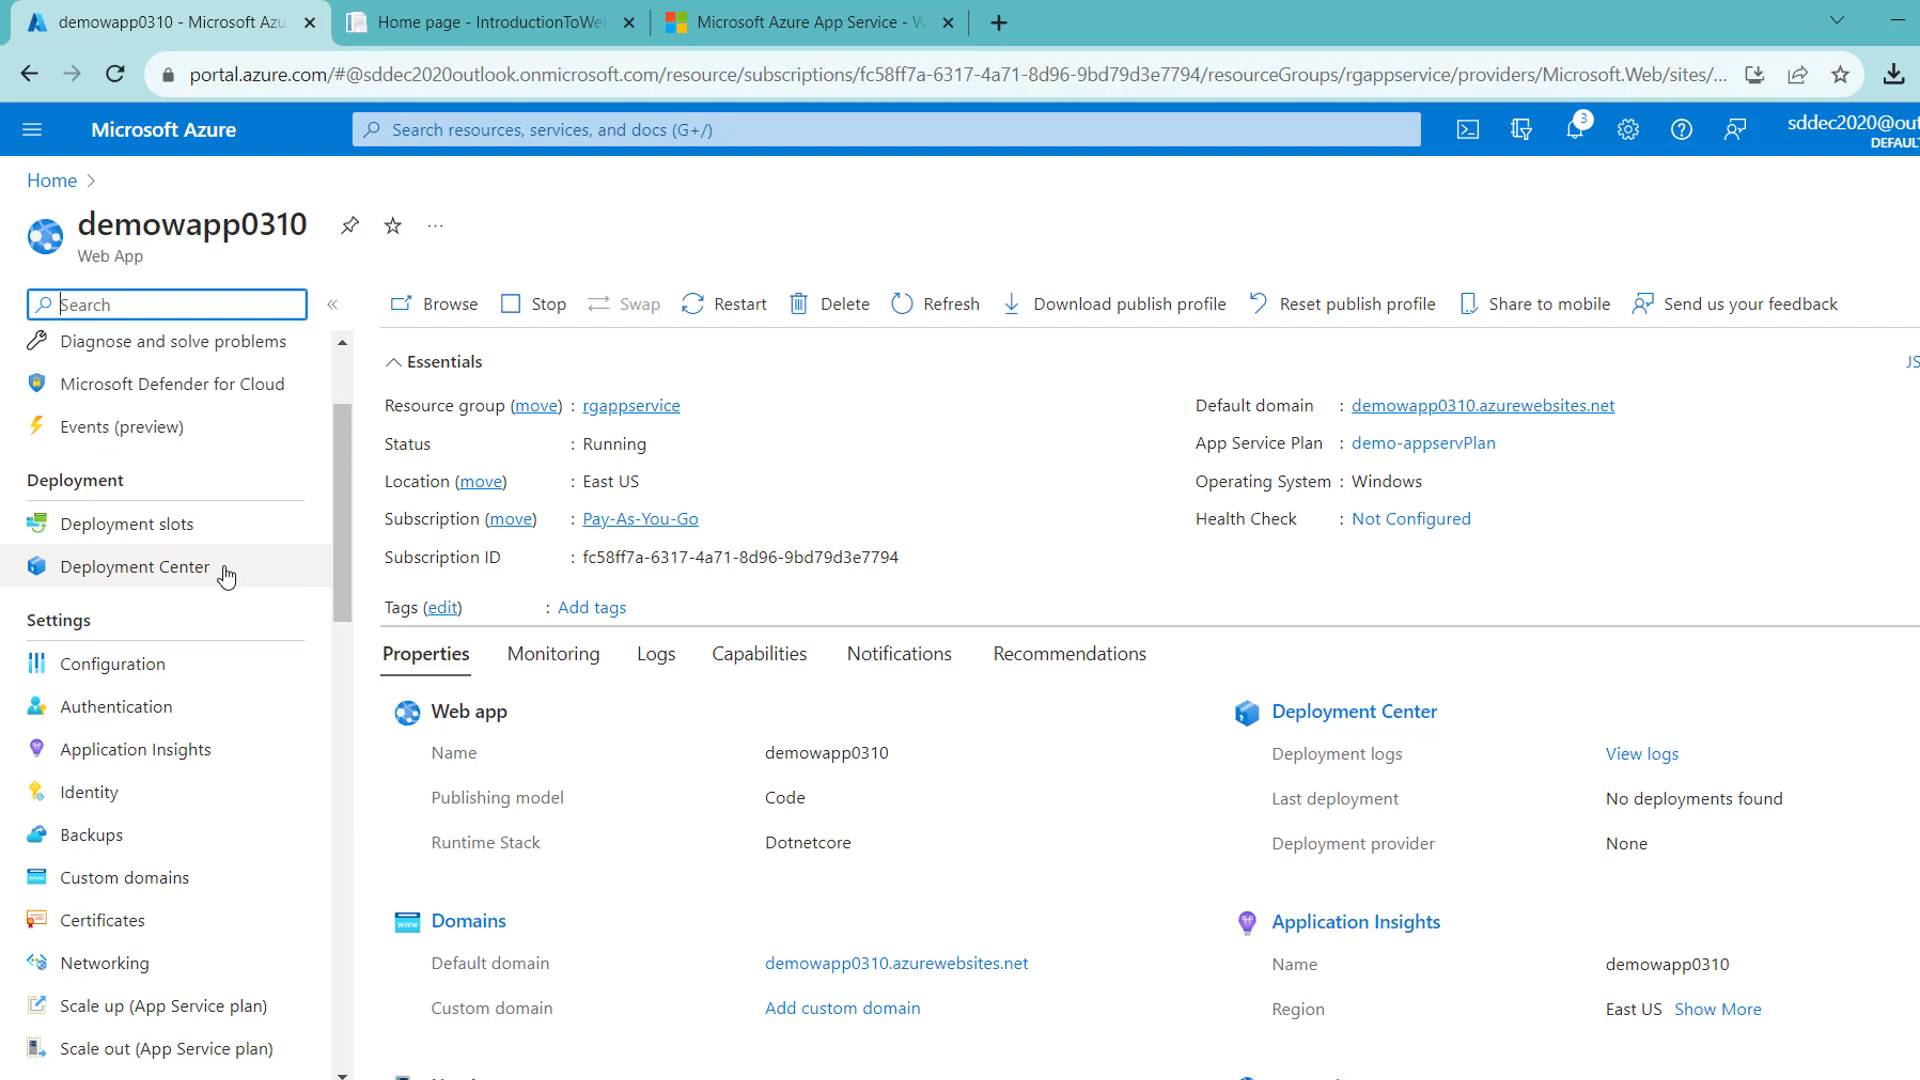 demowapp0310 - Microsoft Azu
Home page - IntroductionToWe
Microsoft Azure App Service - W
portal.azure.com/#@sddec2020outlook.onmicrosoft.com/resource/subscriptions/fc58ff7a-6317-4a71-8d96-9bd79d3e7794/resourceGroups/rgappservice/providers/Microsoft.Web/sites/...
Microsoft Azure
Search resources, services, and docs (G+/)
3
sddec2020@out
DEFAUL
Home
demowapp0310
Web App
Search
Browse Stop Swap Restart Delete Refresh Download publish profile Reset publish profile Share to mobile Send us your feedback
Diagnose and solve problems
Microsoft Defender for Cloud
Events (preview)
Deployment
Deployment slots
Deployment Center
Settings
Configuration
Authentication
Application Insights
Identity
Backups
Custom domains
Certificates
Networking
Scale up (App Service plan)
Scale out (App Service plan)
Essentials
JS
Resource group (move) : rgappservice
Status : Running
Location (move) : East US
Subscription (move) : Pay-As-You-Go
Subscription ID : fc58ff7a-6317-4a71-8d96-9bd79d3e7794
Default domain : demowapp0310.azurewebsites.net
App Service Plan : demo-appservPlan
Operating System : Windows
Health Check : Not Configured
Tags (edit) : Add tags
Properties Monitoring Logs Capabilities Notifications Recommendations
Web app
Name demowapp0310
Publishing model Code
Runtime Stack Dotnetcore
Deployment Center
Deployment logs View logs
Last deployment No deployments found
Deployment provider None
Domains
Default domain demowapp0310.azurewebsites.net
Custom domain Add custom domain
Application Insights
Name demowapp0310
Region East US Show More